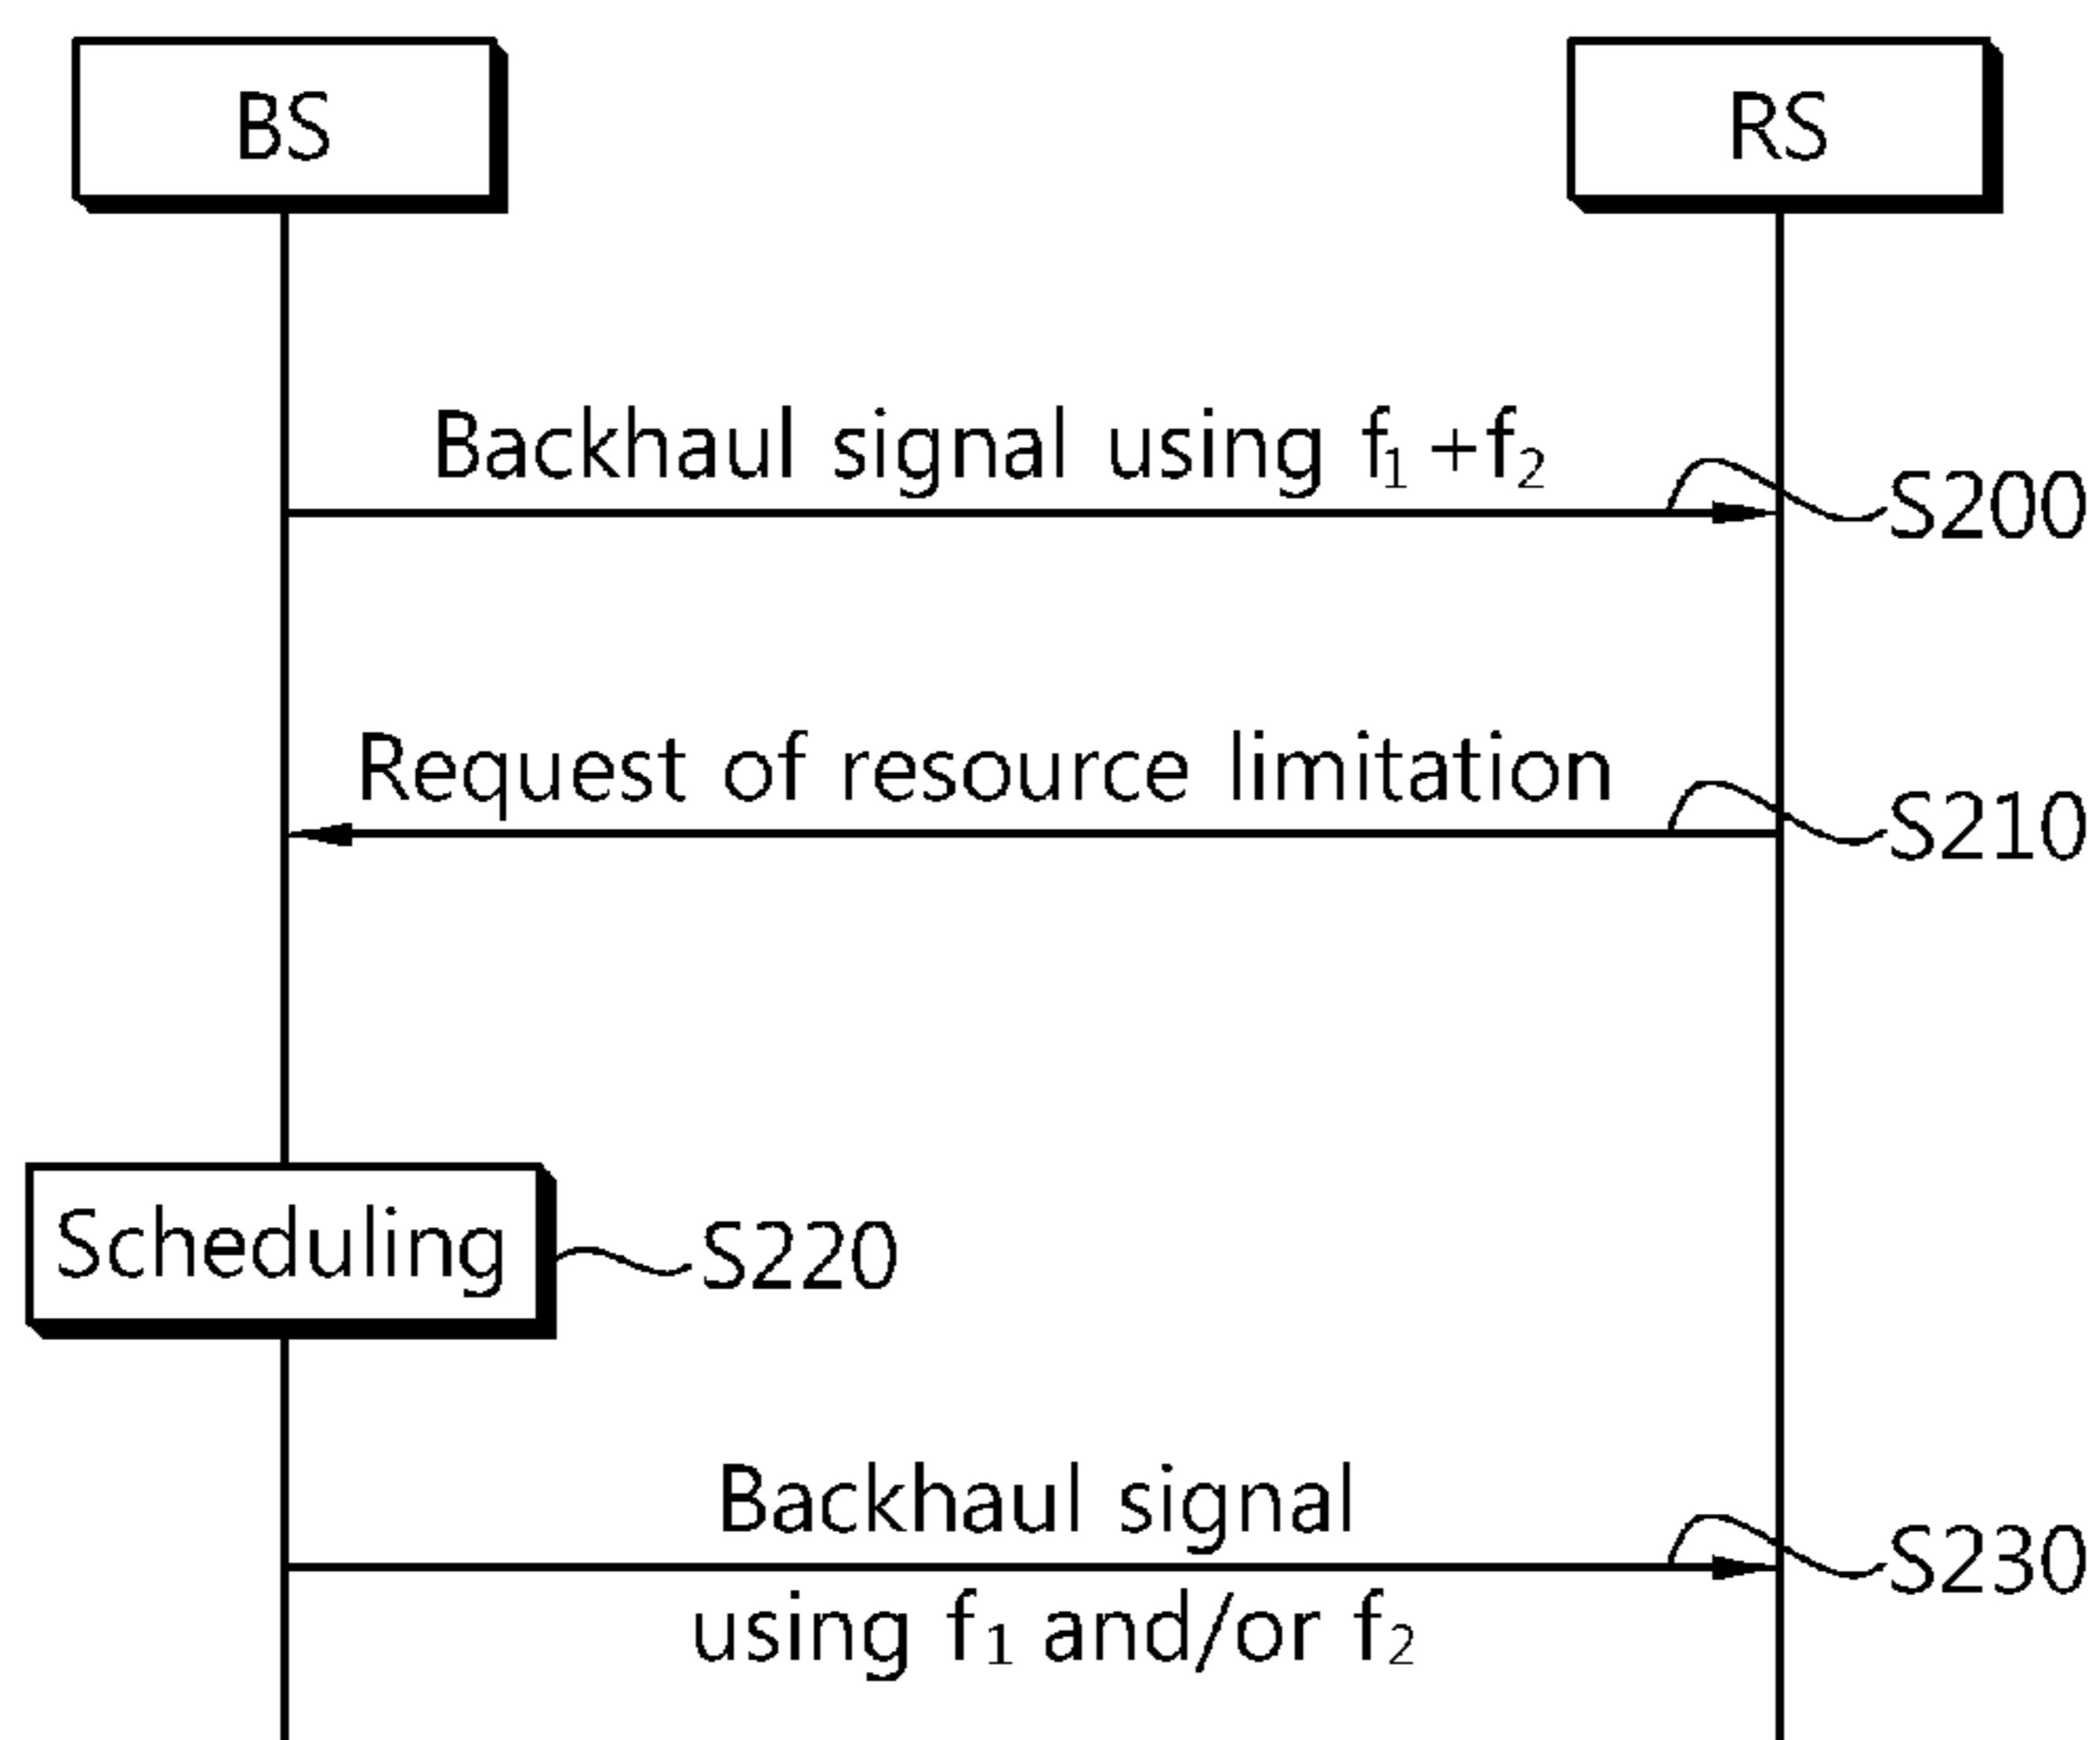 BS
RS
Backhaul signal using f₁+f₂
S200
Request of resource limitation
S210
Scheduling
S220
Backhaul signal
S230
using f₁ and/or f₂